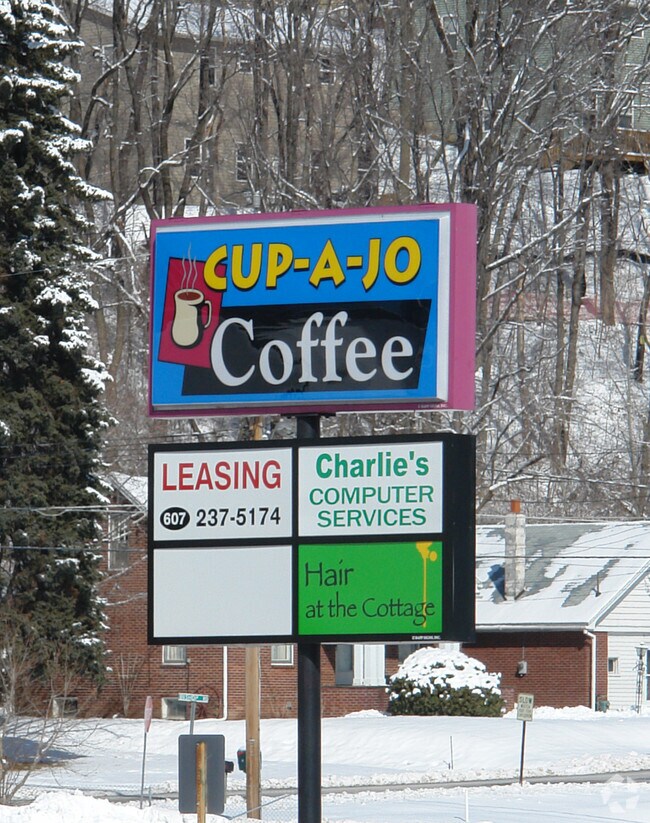 CUP-A-JO
Coffee
LEASING
607 237-5174
Charlie's
COMPUTER
SERVICES
Hair
at the Cottage